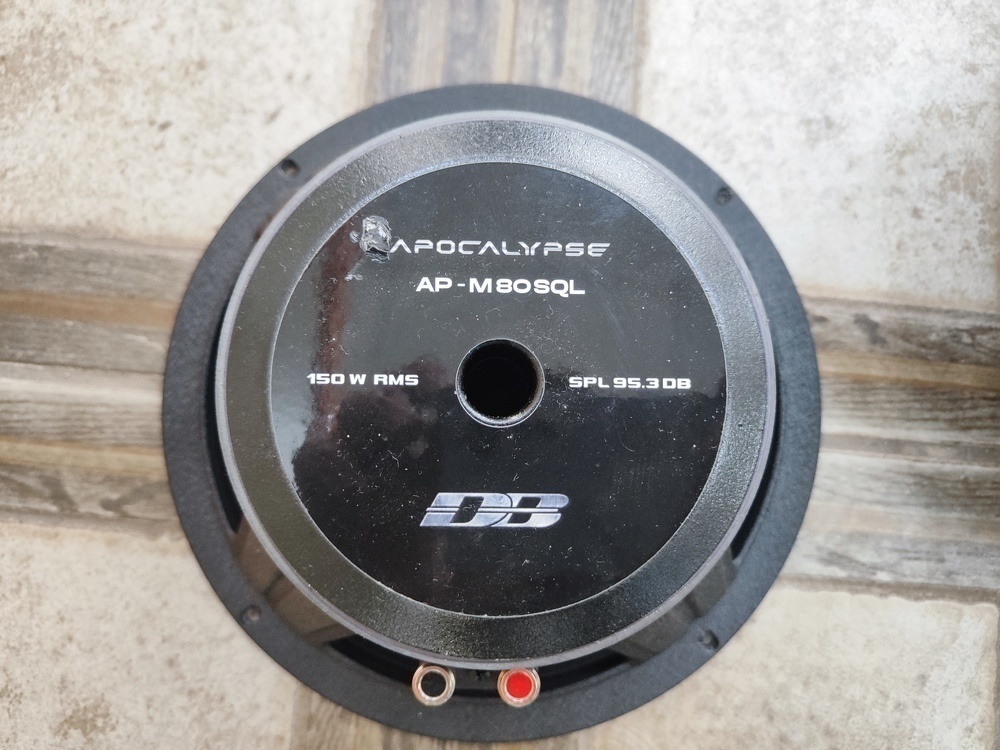 APOCALYPSE
AP-M80SQL
150 W RMS
SPL 95.3 DB
DB